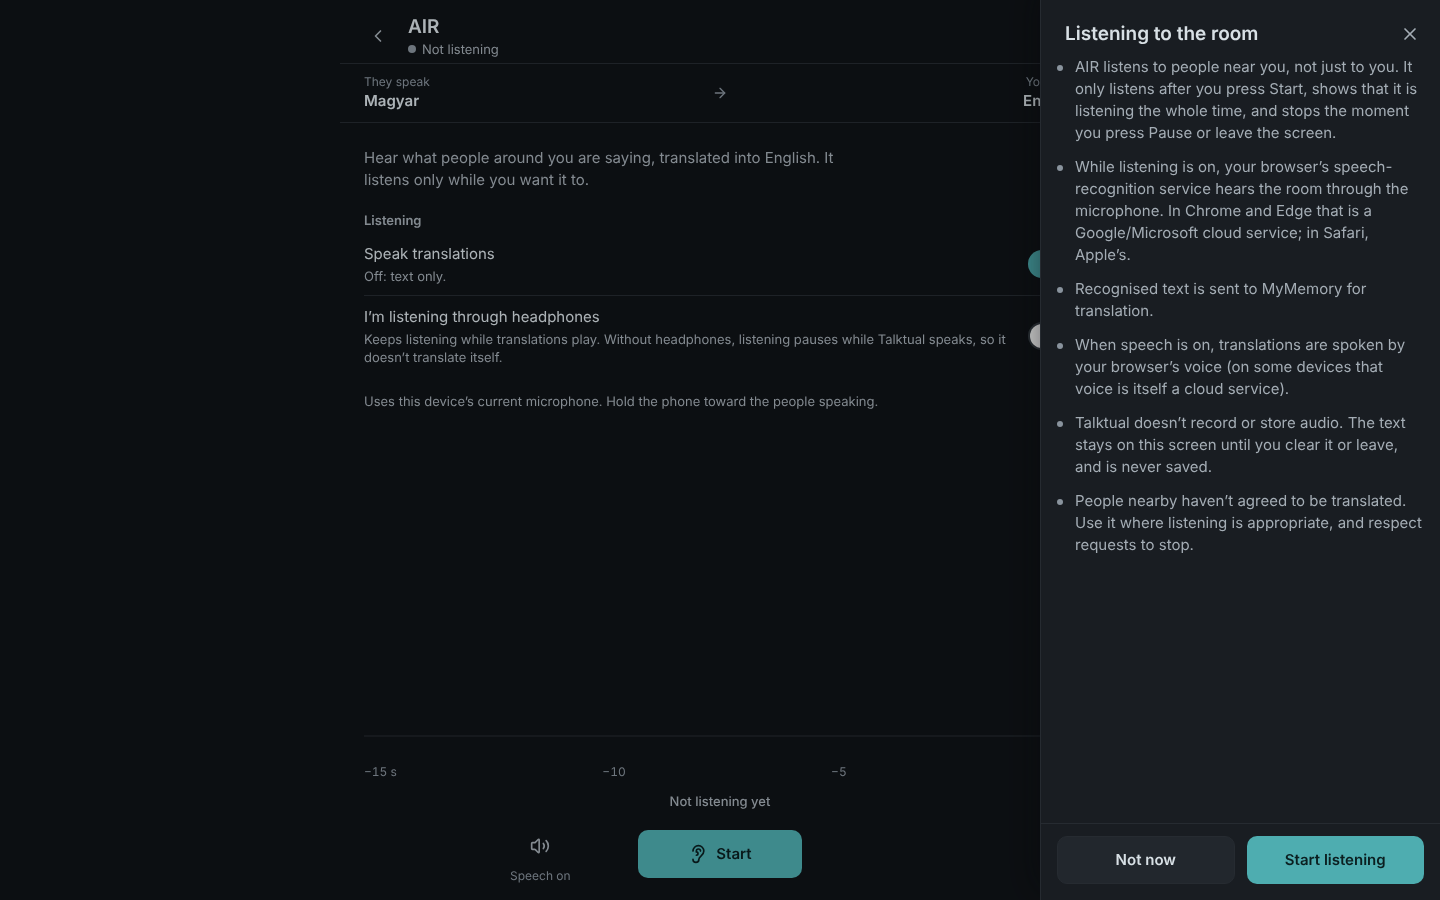 AIR
Not listening
They speak
Magyar
Yo
En
Hear what people around you are saying, translated into English. It
listens only while you want it to.
Listening
Speak translations
Off: text only.
I’m listening through headphones
Keeps listening while translations play. Without headphones, listening pauses while Talktual speaks, so it
doesn’t translate itself.
Uses this device’s current microphone. Hold the phone toward the people speaking.
−15 s
−10
−5
Not listening yet
Speech on
Start
Listening to the room
AIR listens to people near you, not just to you. It
only listens after you press Start, shows that it is
listening the whole time, and stops the moment
you press Pause or leave the screen.
While listening is on, your browser’s speech-
recognition service hears the room through the
microphone. In Chrome and Edge that is a
Google/Microsoft cloud service; in Safari,
Apple’s.
Recognised text is sent to MyMemory for
translation.
When speech is on, translations are spoken by
your browser’s voice (on some devices that
voice is itself a cloud service).
Talktual doesn’t record or store audio. The text
stays on this screen until you clear it or leave,
and is never saved.
People nearby haven’t agreed to be translated.
Use it where listening is appropriate, and respect
requests to stop.
Not now
Start listening